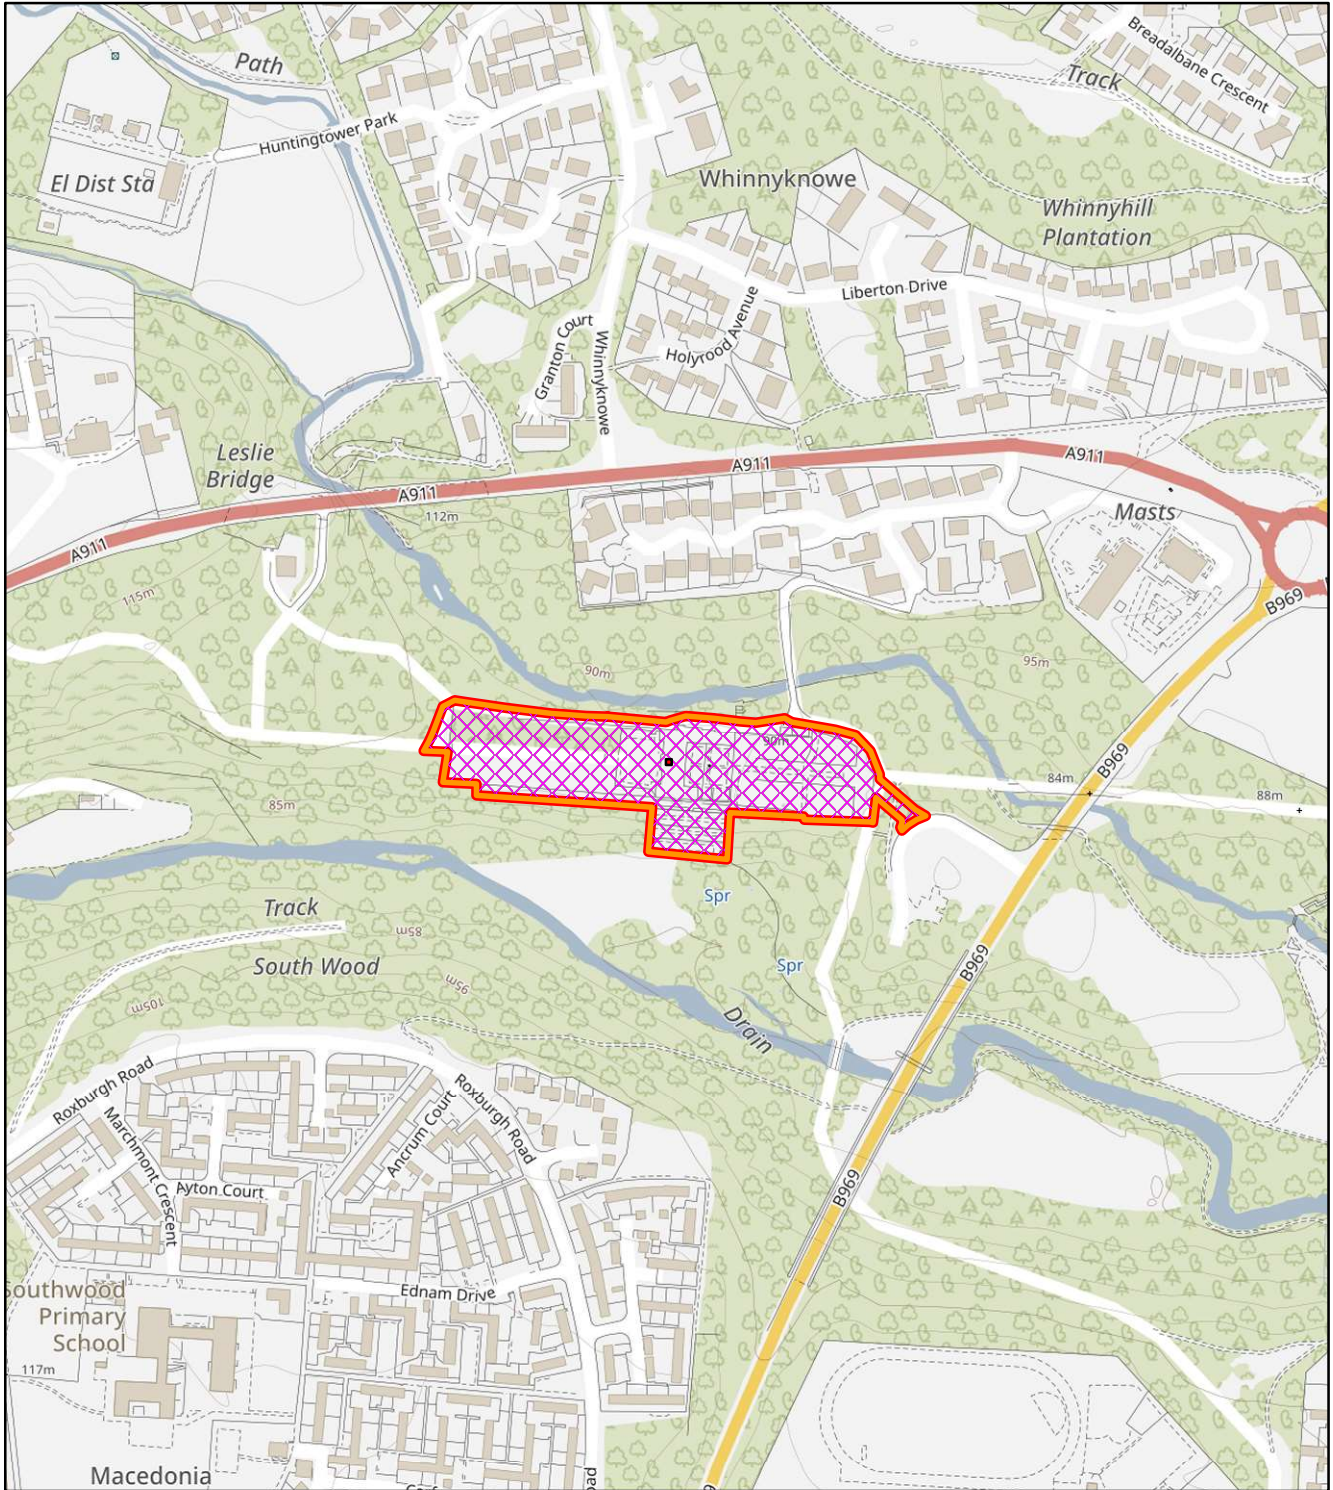 Path
Track
Breadalbane Crescent
Huntingtower Park
El Dist Sta
Whinnyknowe
Whinnyhill
Plantation
Liberton Drive
Holyrood Avenue
Granton Court
Whinnyknowe
Leslie
Bridge
A911
A911
A911
A911
112m
Masts
115m
B969
90m
95m
90m
B969
84m
88m
85m
Spr
Track
85m
B969
Spr
South Wood
95m
105m
Drain
Roxburgh Road
Roxburgh Road
Marchmont Crescent
Ancrum Court
Ayton Court
B969
Ednam Drive
Southwood
Primary
School
117m
Macedonia